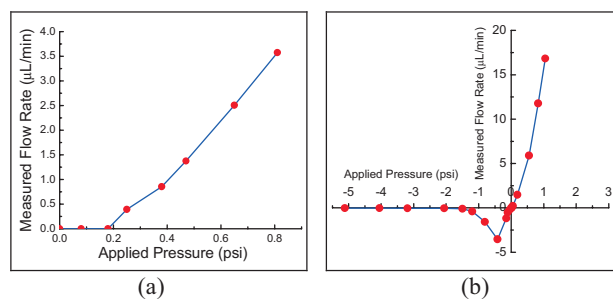 Measured Flow Rate (μL/min)
4.0
3.5
3.0
2.5
2.0
1.5
1.0
0.5
0.0
0.0 0.2 0.4 0.6 0.8
Applied Pressure (psi)
(a)
Measured Flow Rate (μL/min)
20
15
10
5
0
-5
Applied Pressure (psi)
-5 -4 -3 -2 -1 0 1 2 3
(b)